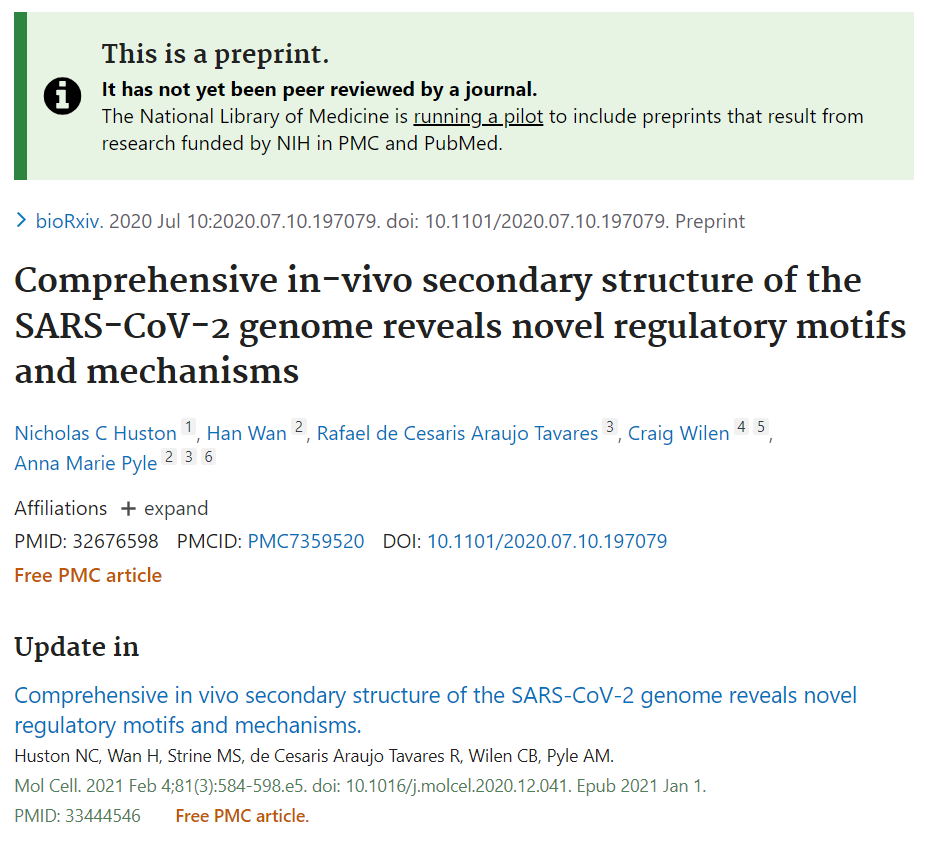 This is a preprint.
It has not yet been peer reviewed by a journal.
The National Library of Medicine is running a pilot to include preprints that result from
research funded by NIH in PMC and PubMed.
bioRxiv. 2020 Jul 10:2020.07.10.197079. doi: 10.1101/2020.07.10.197079. Preprint
Comprehensive in-vivo secondary structure of the
SARS-CoV-2 genome reveals novel regulatory motifs
and mechanisms
Nicholas C Huston 1, Han Wan 2, Rafael de Cesaris Araujo Tavares 3, Craig Wilen 4 5,
Anna Marie Pyle 2 3 6
Affiliations + expand
PMID: 32676598 PMCID: PMC7359520 DOI: 10.1101/2020.07.10.197079
Free PMC article
Update in
Comprehensive in vivo secondary structure of the SARS-CoV-2 genome reveals novel
regulatory motifs and mechanisms.
Huston NC, Wan H, Strine MS, de Cesaris Araujo Tavares R, Wilen CB, Pyle AM.
Mol Cell. 2021 Feb 4;81(3):584-598.e5. doi: 10.1016/j.molcel.2020.12.041. Epub 2021 Jan 1.
PMID: 33444546 Free PMC article.